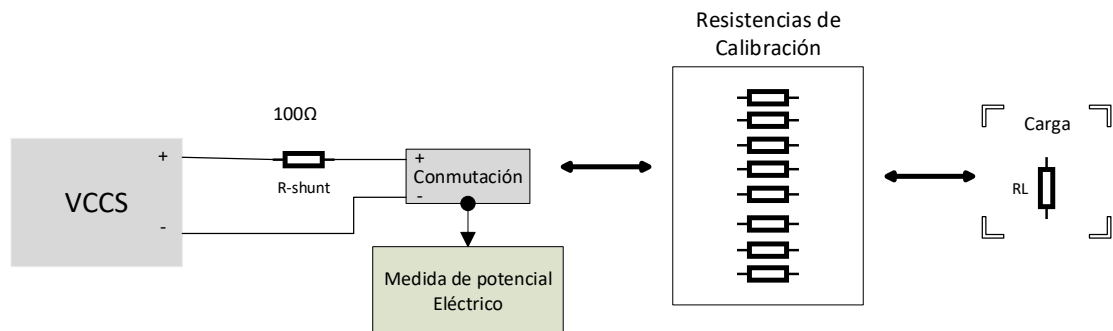 Resistencias de
Calibración
100Ω
R-shunt
VCCS
+
-
+
Conmutación
-
Medida de potencial
Eléctrico
Carga
RL